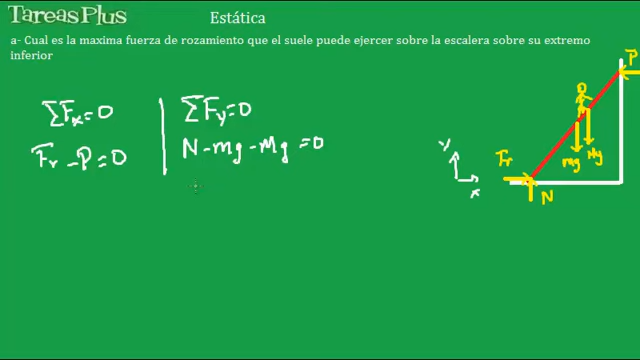 TareasPlus
Estática
a- Cual es la maxima fuerza de rozamiento que el suele puede ejercer sobre la escalera sobre su extremo
inferior
ΣFx=0
Fr -P=0
ΣFy=0
N-mg-Mg=0
P
mg
Mg
Fr
N
y
x